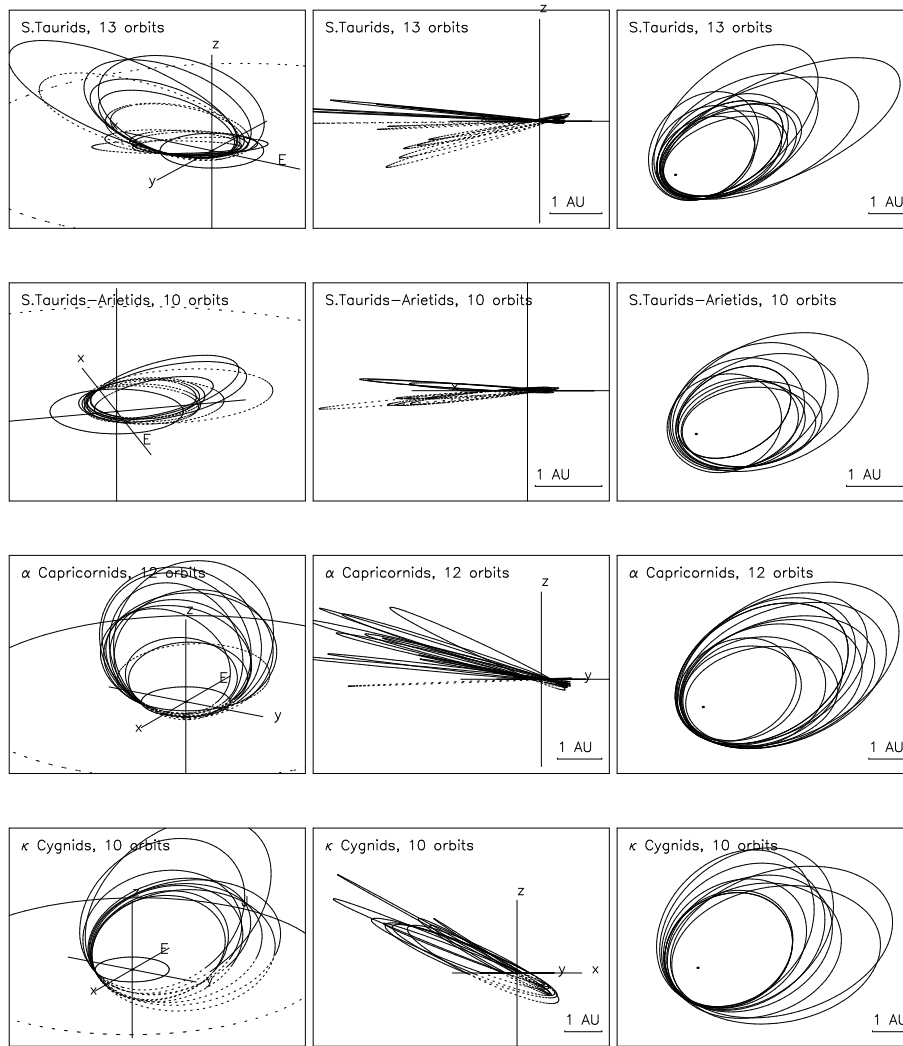 S.Taurids, 13 orbits
z
y
E
S.Taurids, 13 orbits
z
1 AU
S.Taurids, 13 orbits
1 AU
S.Taurids-Arietids, 10 orbits
x
E
S.Taurids-Arietids, 10 orbits
1 AU
S.Taurids-Arietids, 10 orbits
1 AU
α Capricornids, 12 orbits
z
E
x
y
α Capricornids, 12 orbits
z
y
1 AU
α Capricornids, 12 orbits
1 AU
κ Cygnids, 10 orbits
z
E
x
y
κ Cygnids, 10 orbits
z
y
x
1 AU
κ Cygnids, 10 orbits
1 AU